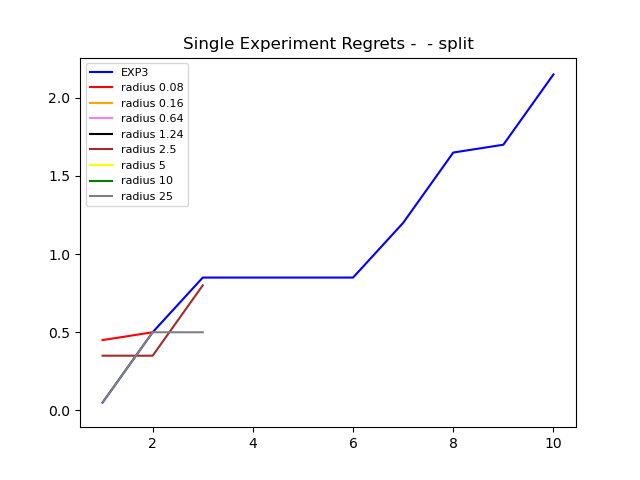 Single Experiment Regrets -  - split
EXP3
radius 0.08
radius 0.16
radius 0.64
radius 1.24
radius 2.5
radius 5
radius 10
radius 25
2.0
1.5
1.0
0.5
0.0
2 4 6 8 10